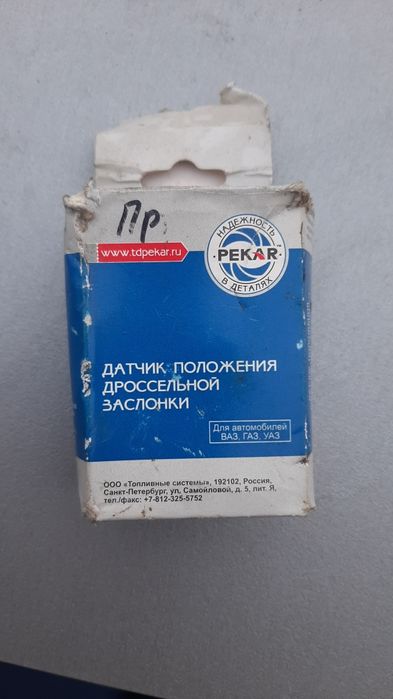 Пр.
www.tdpekar.ru
НАДЕЖНОСТЬ
PEKAR
В ДЕТАЛЯХ
ДАТЧИК ПОЛОЖЕНИЯ
ДРОССЕЛЬНОЙ
ЗАСЛОНКИ
Для автомобилей
ВАЗ, ГАЗ, УАЗ
ООО «Топливные системы», 192102, Россия,
Санкт-Петербург, ул. Самойловой, д. 5, лит. Я,
тел./факс: +7-812-325-5752